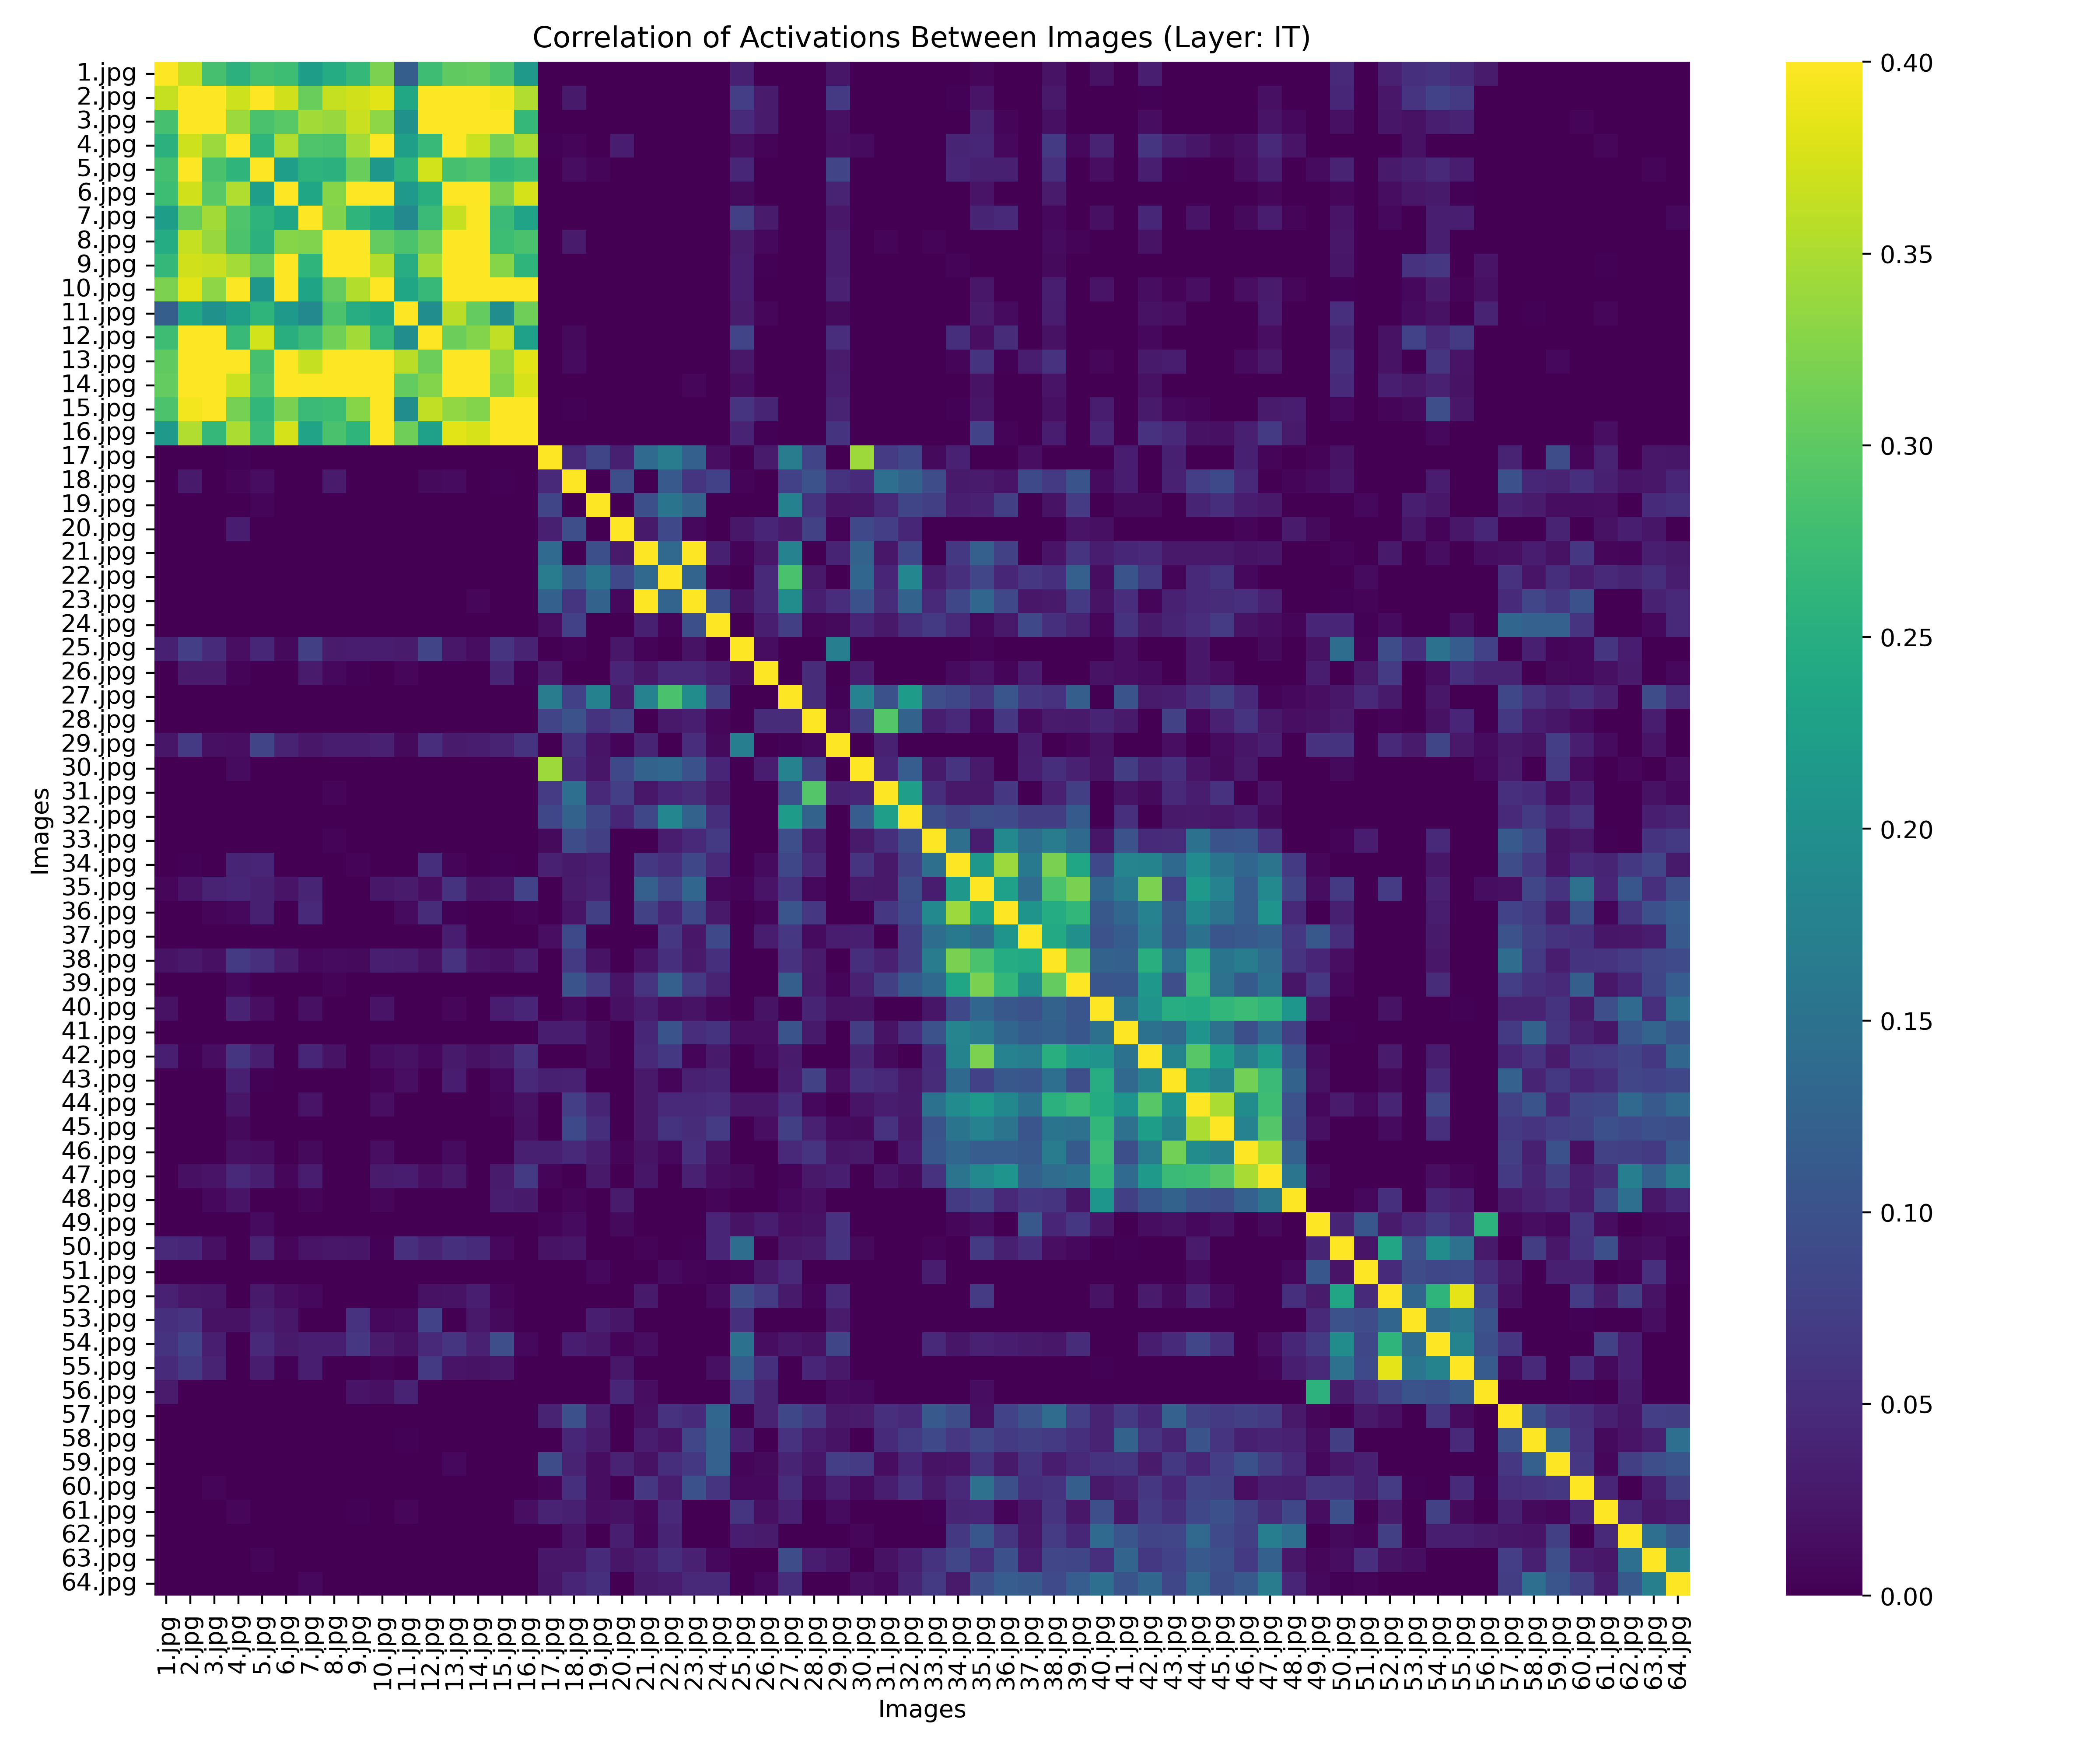 Correlation of Activations Between Images (Layer: IT)
1.jpg
2.jpg
3.jpg
4.jpg
5.jpg
6.jpg
7.jpg
8.jpg
9.jpg
10.jpg
11.jpg
12.jpg
13.jpg
14.jpg
15.jpg
16.jpg
17.jpg
18.jpg
19.jpg
20.jpg
21.jpg
22.jpg
23.jpg
24.jpg
25.jpg
26.jpg
27.jpg
28.jpg
29.jpg
30.jpg
31.jpg
32.jpg
33.jpg
34.jpg
35.jpg
36.jpg
37.jpg
38.jpg
39.jpg
40.jpg
41.jpg
42.jpg
43.jpg
44.jpg
45.jpg
46.jpg
47.jpg
48.jpg
49.jpg
50.jpg
51.jpg
52.jpg
53.jpg
54.jpg
55.jpg
56.jpg
57.jpg
58.jpg
59.jpg
60.jpg
61.jpg
62.jpg
63.jpg
64.jpg
Images
1.jpg
2.jpg
3.jpg
4.jpg
5.jpg
6.jpg
7.jpg
8.jpg
9.jpg
10.jpg
11.jpg
12.jpg
13.jpg
14.jpg
15.jpg
16.jpg
17.jpg
18.jpg
19.jpg
20.jpg
21.jpg
22.jpg
23.jpg
24.jpg
25.jpg
26.jpg
27.jpg
28.jpg
29.jpg
30.jpg
31.jpg
32.jpg
33.jpg
34.jpg
35.jpg
36.jpg
37.jpg
38.jpg
39.jpg
40.jpg
41.jpg
42.jpg
43.jpg
44.jpg
45.jpg
46.jpg
47.jpg
48.jpg
49.jpg
50.jpg
51.jpg
52.jpg
53.jpg
54.jpg
55.jpg
56.jpg
57.jpg
58.jpg
59.jpg
60.jpg
61.jpg
62.jpg
63.jpg
64.jpg
Images
0.40
0.35
0.30
0.25
0.20
0.15
0.10
0.05
0.00